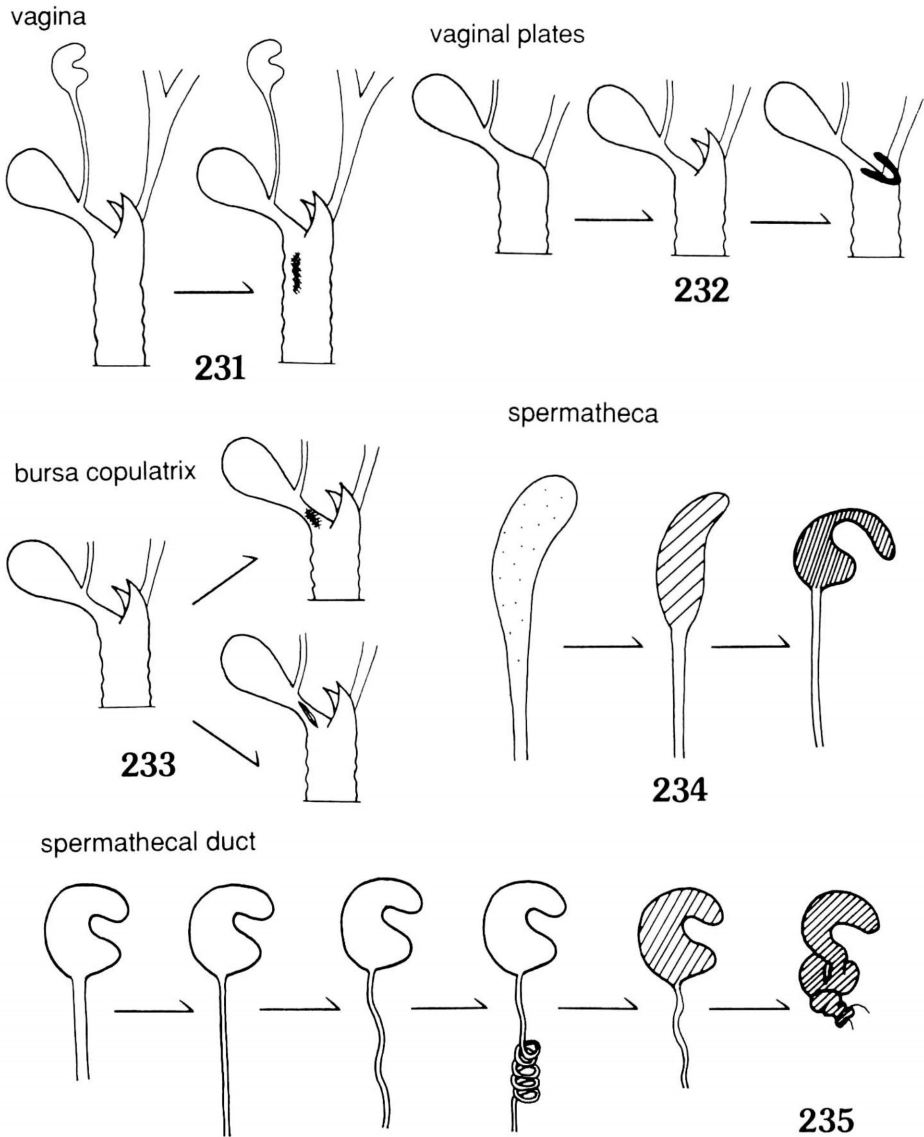 vagina
vaginal plates
231
232
bursa copulatrix
spermatheca
233
234
spermathecal duct
235